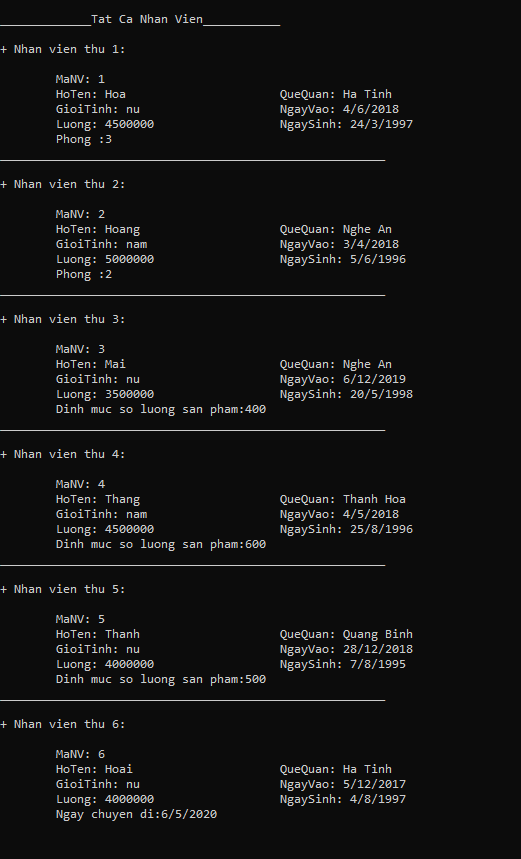 _____________Tat Ca Nhan Vien___________
+ Nhan vien thu 1:
MaNV: 1
HoTen: Hoa QueQuan: Ha Tinh
GioiTinh: nu NgayVao: 4/6/2018
Luong: 4500000 NgaySinh: 24/3/1997
Phong :3
_______________________________________________________
+ Nhan vien thu 2:
MaNV: 2
HoTen: Hoang QueQuan: Nghe An
GioiTinh: nam NgayVao: 3/4/2018
Luong: 5000000 NgaySinh: 5/6/1996
Phong :2
_______________________________________________________
+ Nhan vien thu 3:
MaNV: 3
HoTen: Mai QueQuan: Nghe An
GioiTinh: nu NgayVao: 6/12/2019
Luong: 3500000 NgaySinh: 20/5/1998
Dinh muc so luong san pham:400
_______________________________________________________
+ Nhan vien thu 4:
MaNV: 4
HoTen: Thang QueQuan: Thanh Hoa
GioiTinh: nam NgayVao: 4/5/2018
Luong: 4500000 NgaySinh: 25/8/1996
Dinh muc so luong san pham:600
_______________________________________________________
+ Nhan vien thu 5:
MaNV: 5
HoTen: Thanh QueQuan: Quang Binh
GioiTinh: nu NgayVao: 28/12/2018
Luong: 4000000 NgaySinh: 7/8/1995
Dinh muc so luong san pham:500
_______________________________________________________
+ Nhan vien thu 6:
MaNV: 6
HoTen: Hoai QueQuan: Ha Tinh
GioiTinh: nu NgayVao: 5/12/2017
Luong: 4000000 NgaySinh: 4/8/1997
Ngay chuyen di:6/5/2020